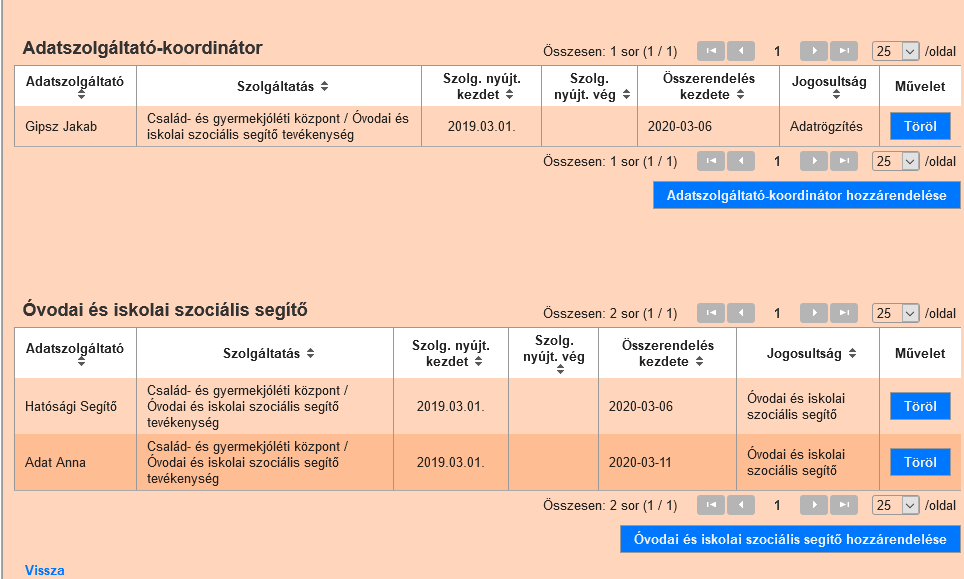 Adatszolgáltató-koordinátor
Összesen: 1 sor (1 / 1) 1 25 /oldal
Adatszolgáltató Szolgáltatás Szolg. nyújt. kezdet Szolg. nyújt. vég Összerendelés kezdete Jogosultság Művelet
Gipsz Jakab Család- és gyermekjóléti központ / Óvodai és iskolai szociális segítő tevékenység 2019.03.01. 2020-03-06 Adatrögzítés Töröl
Összesen: 1 sor (1 / 1) 1 25 /oldal
Adatszolgáltató-koordinátor hozzárendelése
Óvodai és iskolai szociális segítő
Összesen: 2 sor (1 / 1) 1 25 /oldal
Adatszolgáltató Szolgáltatás Szolg. nyújt. kezdet Szolg. nyújt. vég Összerendelés kezdete Jogosultság Művelet
Hatósági Segítő Család- és gyermekjóléti központ / Óvodai és iskolai szociális segítő tevékenység 2019.03.01. 2020-03-06 Óvodai és iskolai szociális segítő Töröl
Adat Anna Család- és gyermekjóléti központ / Óvodai és iskolai szociális segítő tevékenység 2019.03.01. 2020-03-11 Óvodai és iskolai szociális segítő Töröl
Összesen: 2 sor (1 / 1) 1 25 /oldal
Óvodai és iskolai szociális segítő hozzárendelése
Vissza